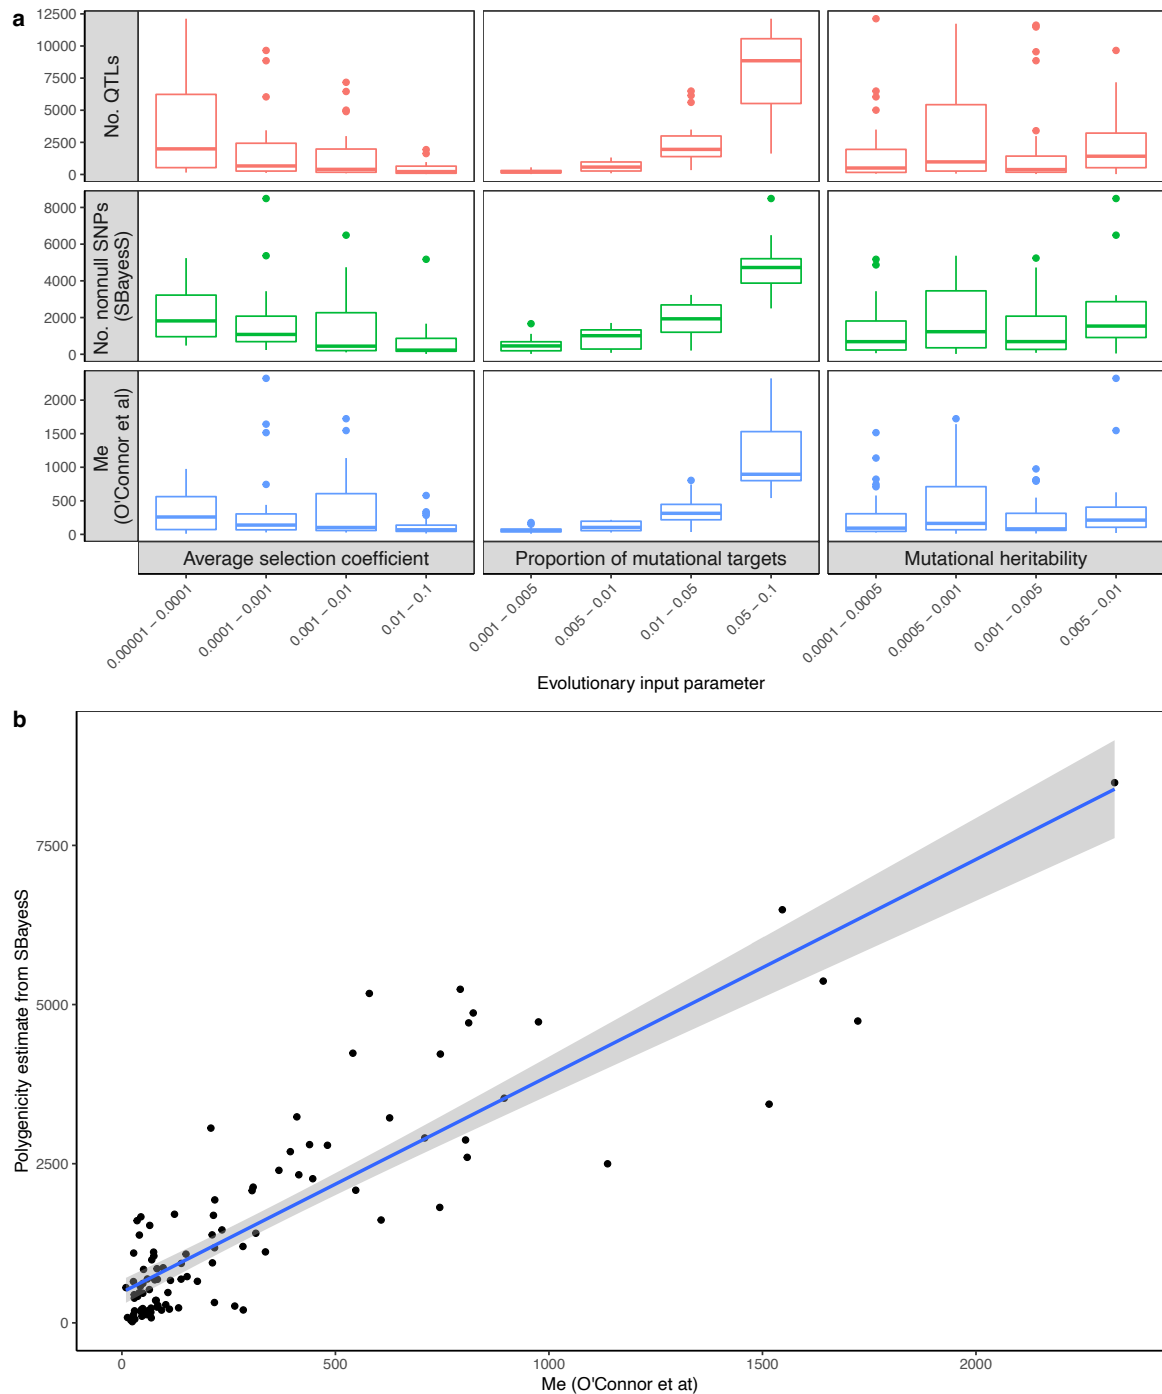 a
No. QTLs
12500
10000
7500
5000
2500
0
No. nonnull SNPs
(SBayesS)
8000
6000
4000
2000
0
Me
(O'Connor et al)
2000
1500
1000
500
0
Average selection coefficient
Proportion of mutational targets
Mutational heritability
0.00001 – 0.0001
0.0001 – 0.001
0.001 – 0.01
0.01 – 0.1
0.001 – 0.005
0.005 – 0.01
0.01 – 0.05
0.05 – 0.1
0.0001 – 0.0005
0.0005 – 0.001
0.001 – 0.005
0.005 – 0.01
Evolutionary input parameter
b
Polygenicity estimate from SBayesS
7500
5000
2500
0
0
500
1000
1500
2000
Me (O'Connor et at)